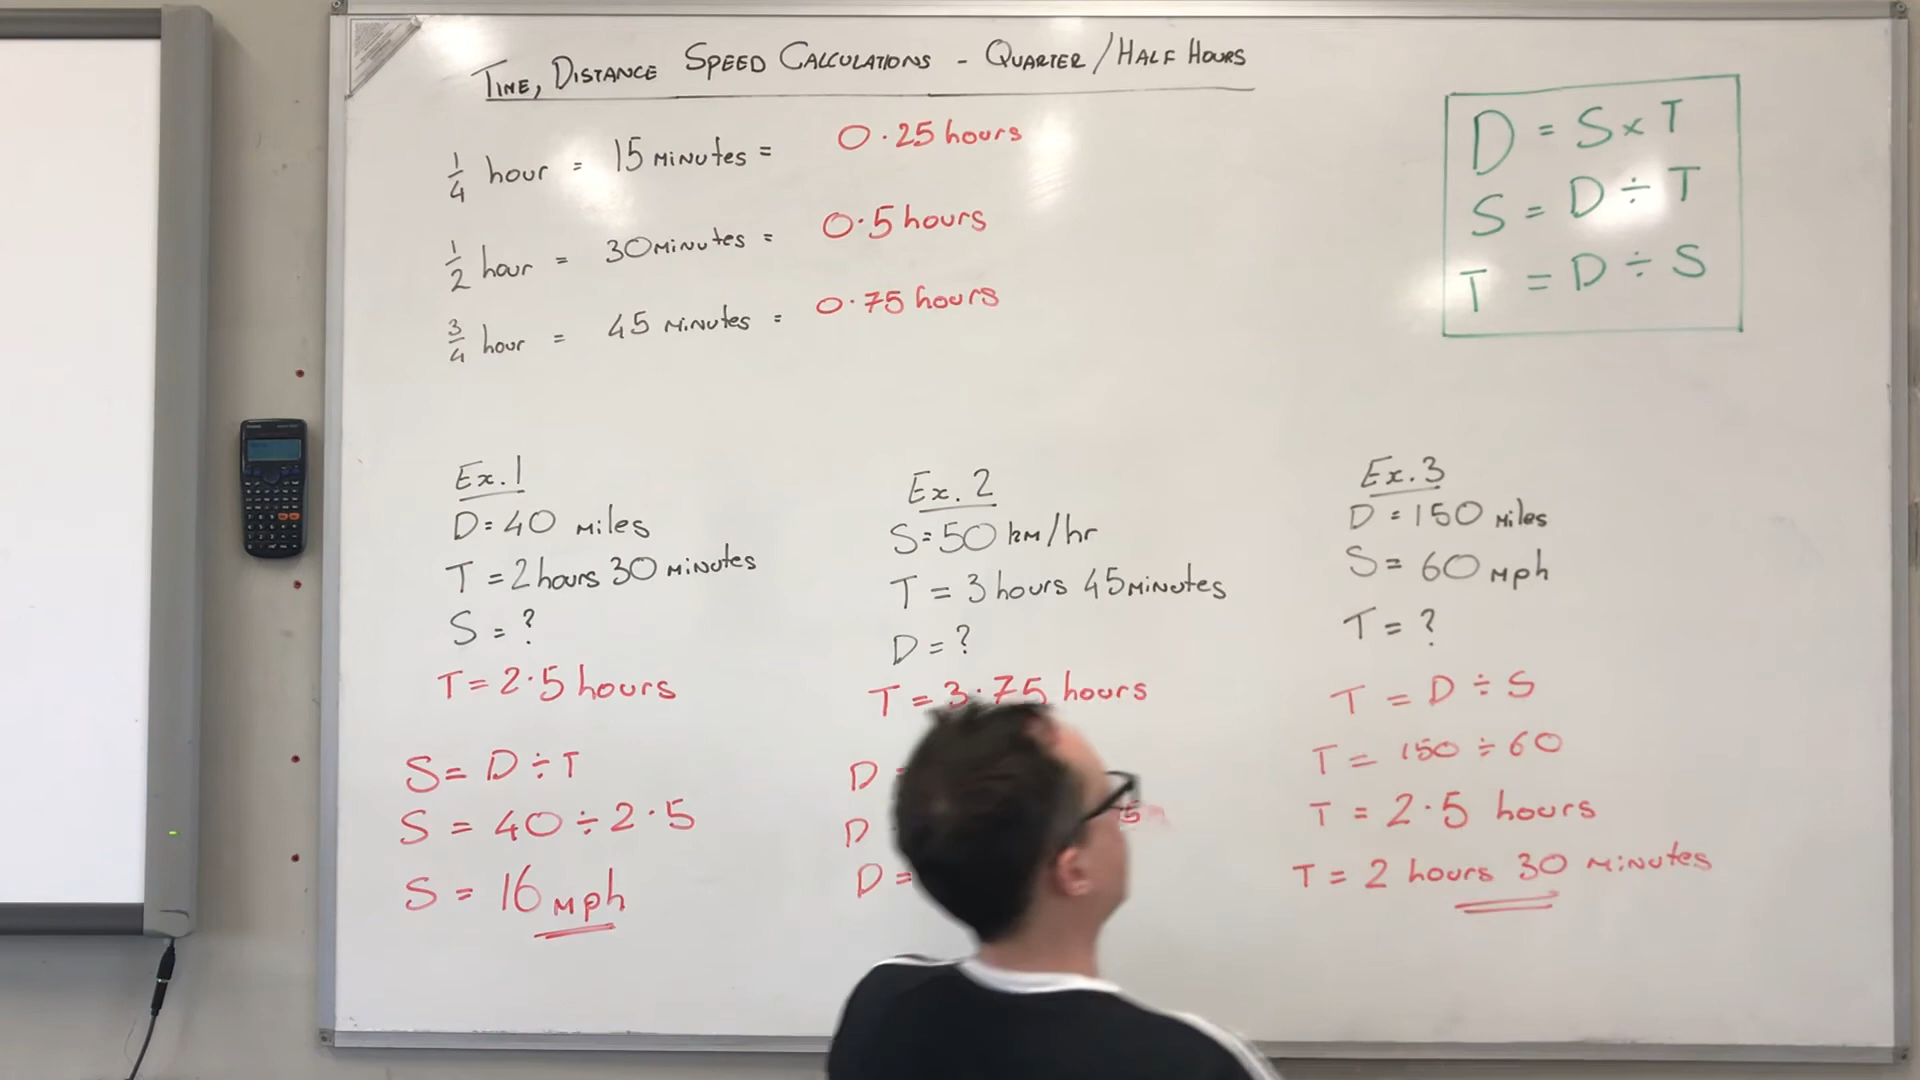 TIME, DISTANCE SPEED CALCULATIONS - QUARTER/HALF HOURS
1/4 hour = 15 MINUTES = 0.25 hours
1/2 hour = 30 MINUTES = 0.5 hours
3/4 hour = 45 MINUTES = 0.75 hours
D = S x T
S = D ÷ T
T = D ÷ S
Ex. 1
D = 40 Miles
T = 2 hours 30 MINUTES
S = ?
T = 2.5 hours
S = D ÷ T
S = 40 ÷ 2.5
S = 16 Mph
Ex. 2
S = 50 km/hr
T = 3 hours 45 MINUTES
D = ?
T = 3.75 hours
D
D 5
D =
Ex. 3
D = 150 Miles
S = 60 Mph
T = ?
T = D ÷ S
T = 150 ÷ 60
T = 2.5 hours
T = 2 hours 30 MINUTES